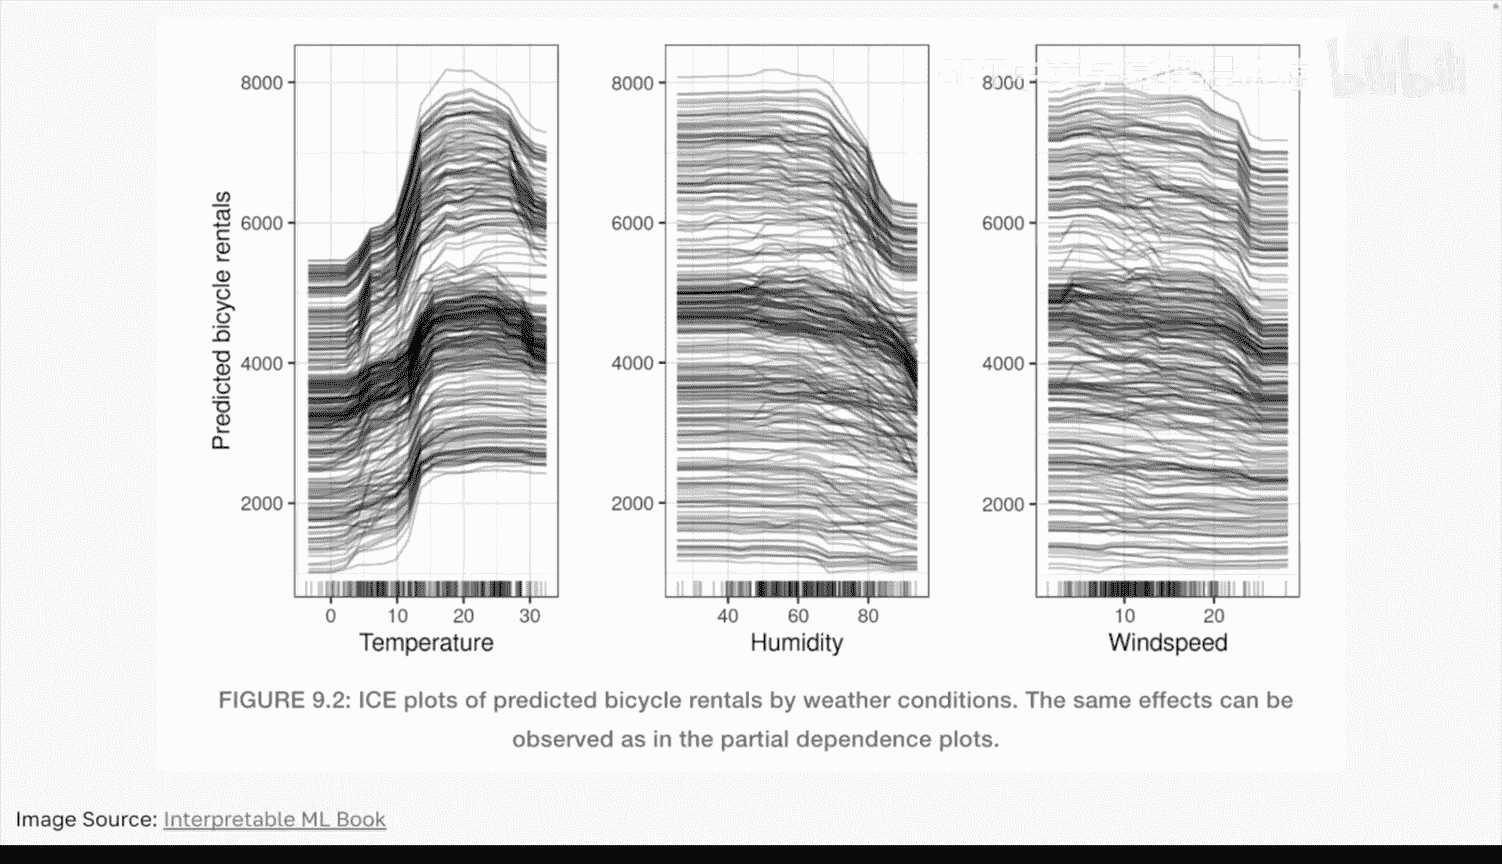 8000
6000
4000
2000
Predicted bicycle rentals
0 10 20 30
Temperature
8000
6000
4000
2000
40 60 80
Humidity
8000
6000
4000
2000
10 20
Windspeed
FIGURE 9.2: ICE plots of predicted bicycle rentals by weather conditions. The same effects can be
observed as in the partial dependence plots.
Image Source: Interpretable ML Book
bilibili